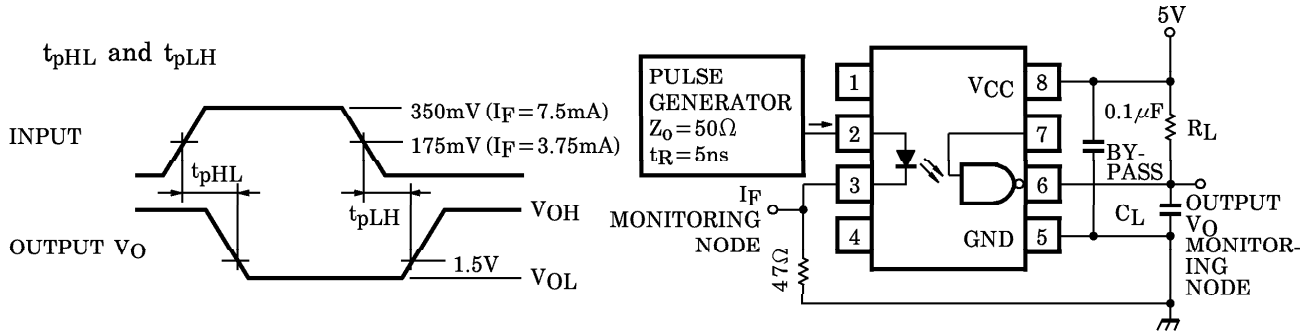 tpHL and tpLH
INPUT
350mV (IF=7.5mA)
175mV (IF=3.75mA)
tpHL
tpLH
OUTPUT VO
VOH
1.5V
VOL
PULSE
GENERATOR
Zo=50Ω
tR=5ns
IF
MONITORING
NODE
47Ω
1
2
3
4
VCC
GND
8
7
6
5
5V
0.1μF
BY-
PASS
RL
CL
OUTPUT
VO
MONITOR-
ING
NODE